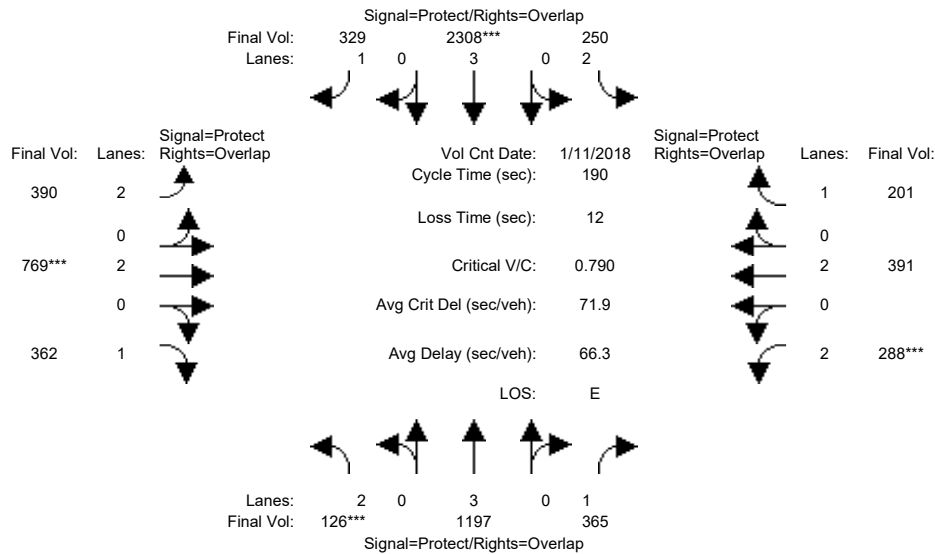 Signal=Protect/Rights=Overlap
Final Vol: 329 2308*** 250
Lanes: 1 0 3 0 2
Signal=Protect Signal=Protect
Final Vol: Lanes: Rights=Overlap Vol Cnt Date: 1/11/2018 Rights=Overlap Lanes: Final Vol:
Cycle Time (sec): 190
390 2 1 201
Loss Time (sec): 12
0 0
769*** 2 Critical V/C: 0.790 2 391
0 Avg Crit Del (sec/veh): 71.9 0
362 1 Avg Delay (sec/veh): 66.3 2 288***
LOS: E
Lanes: 2 0 3 0 1
Final Vol: 126*** 1197 365
Signal=Protect/Rights=Overlap